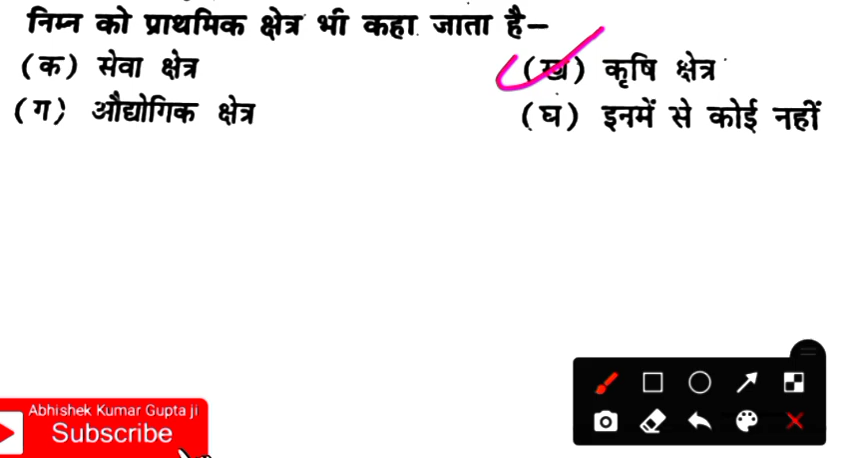 निम्न को प्राथमिक क्षेत्र भी कहा जाता है–
(क) सेवा क्षेत्र (ख) कृषि क्षेत्र
(ग) औद्योगिक क्षेत्र (घ) इनमें से कोई नहीं
Abhishek Kumar Gupta ji
Subscribe